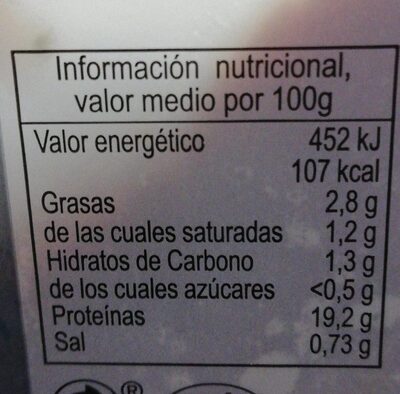 Información nutricional,
valor medio por 100g
Valor energético 452 kJ
107 kcal
Grasas 2,8 g
de las cuales saturadas 1,2 g
Hidratos de Carbono 1,3 g
de los cuales azúcares <0,5 g
Proteínas 19,2 g
Sal 0,73 g
®